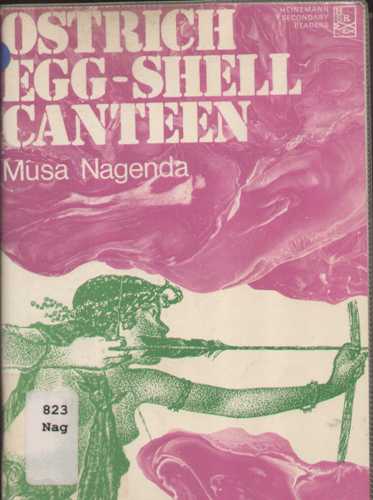 OSTRICH
EGG-SHELL
CANTEEN
Musa Nagenda
HEINEMANN
SECONDARY
READERS
823
Nag